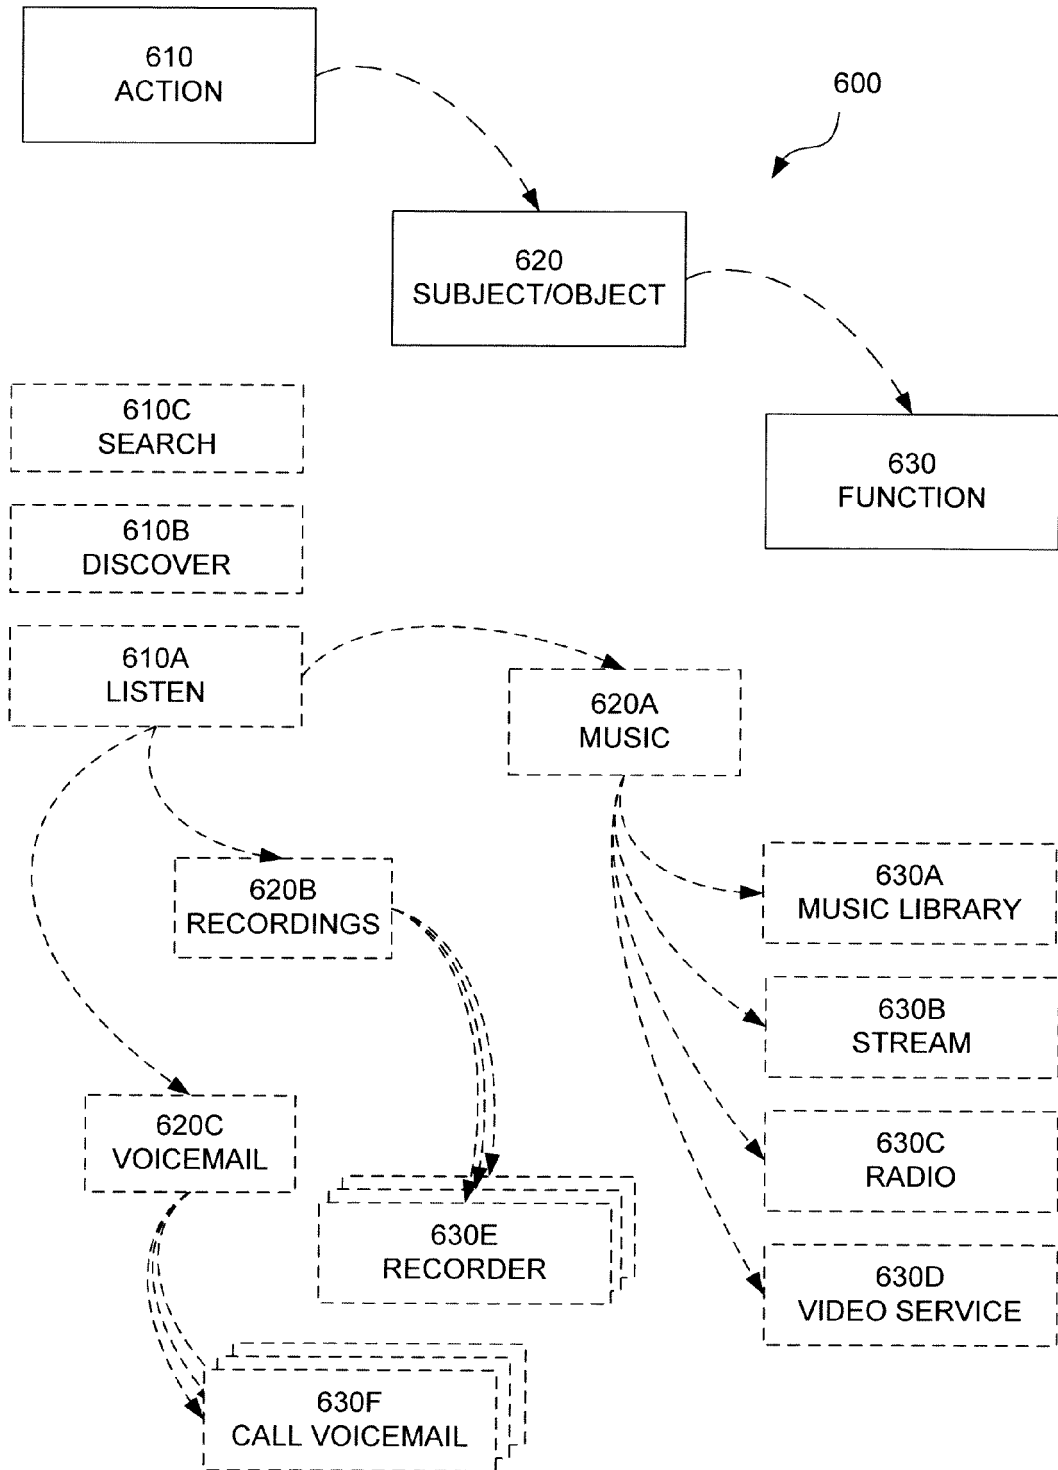 610
ACTION
600
620
SUBJECT/OBJECT
630
FUNCTION
610C
SEARCH
610B
DISCOVER
610A
LISTEN
620A
MUSIC
620B
RECORDINGS
630A
MUSIC LIBRARY
630B
STREAM
620C
VOICEMAIL
630C
RADIO
630E
RECORDER
630D
VIDEO SERVICE
630F
CALL VOICEMAIL